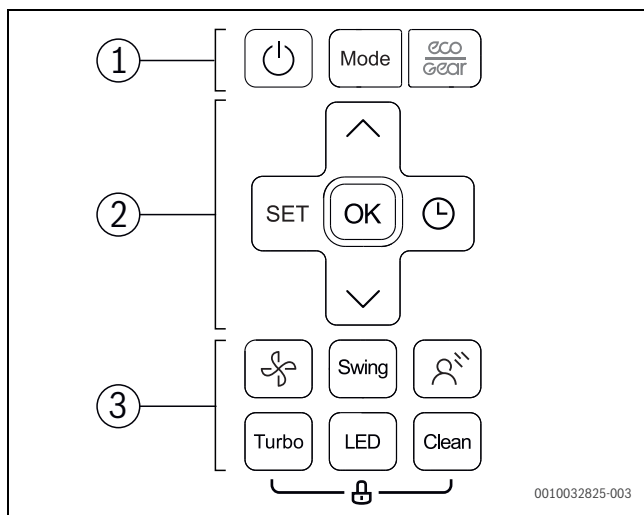 1
Mode
eco
Gear
2
SET OK
3
Swing
Turbo LED Clean
0010032825-003